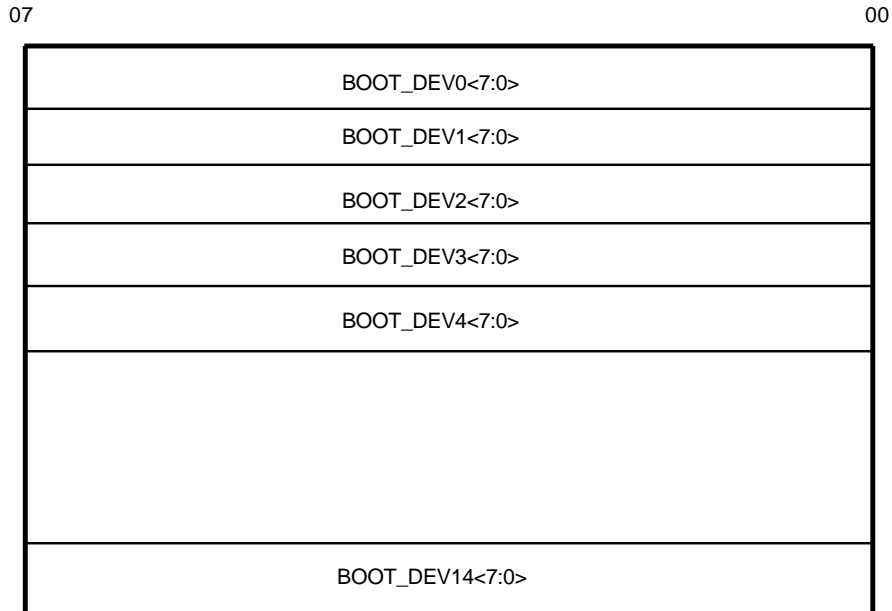 07 00
BOOT_DEV0<7:0>
BOOT_DEV1<7:0>
BOOT_DEV2<7:0>
BOOT_DEV3<7:0>
BOOT_DEV4<7:0>
BOOT_DEV14<7:0>